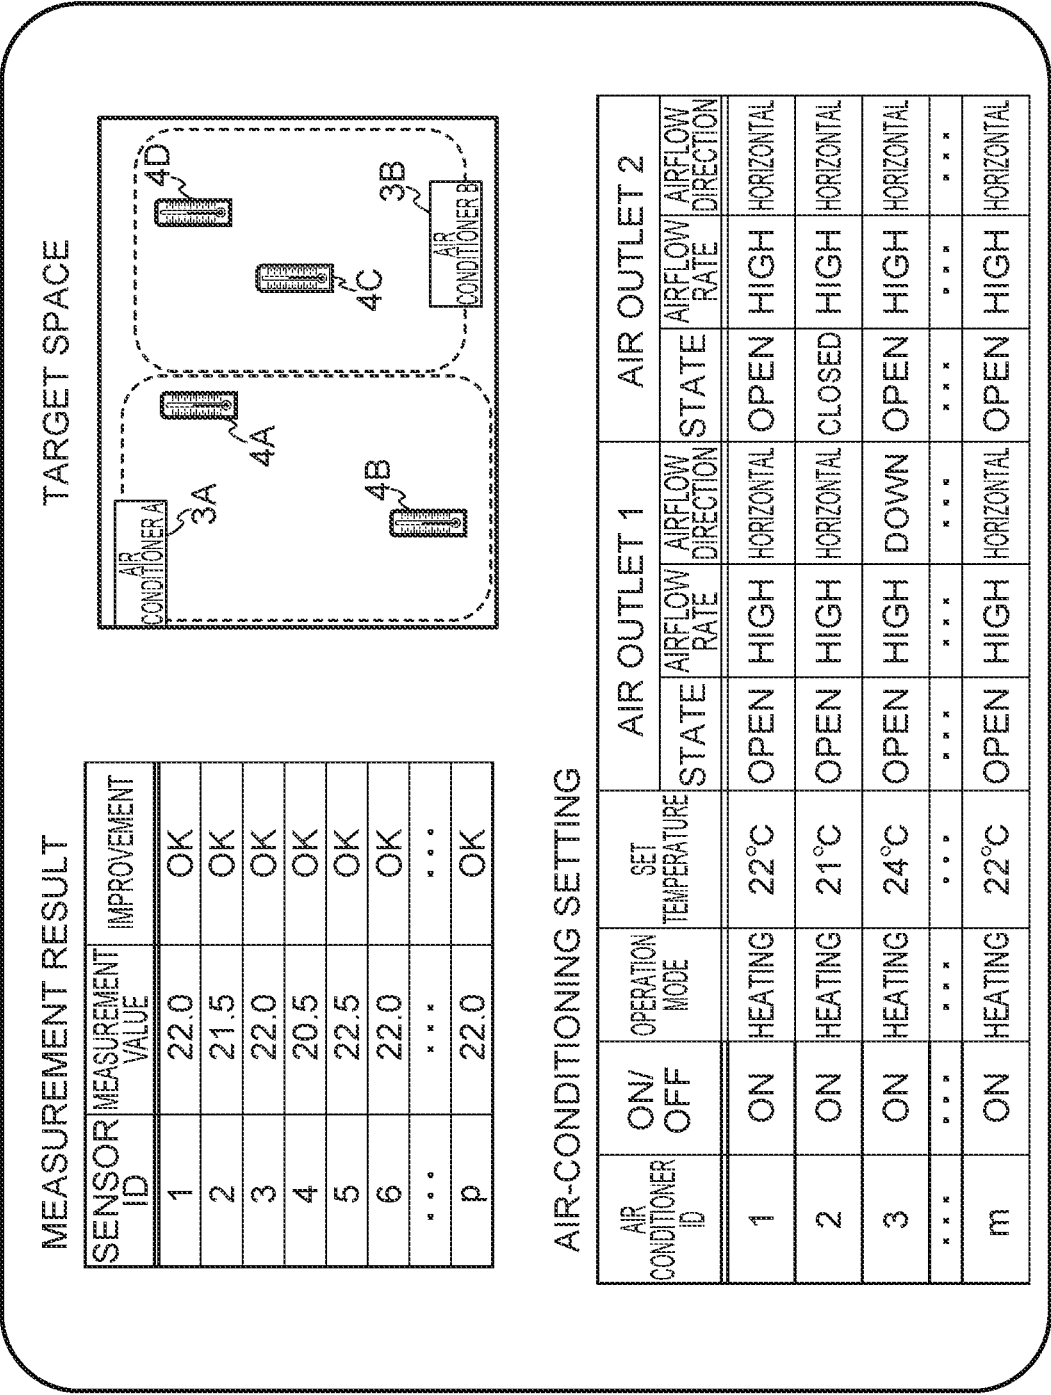 MEASUREMENT RESULT
SENSOR ID MEASUREMENT VALUE IMPROVEMENT
1 22.0 OK
2 21.5 OK
3 22.0 OK
4 20.5 OK
5 22.5 OK
6 22.0 OK
... ... ...
p 22.0 OK
TARGET SPACE
AIR
CONDITIONER A
3A
4A
4B
4D
4C
3B
AIR
CONDITIONER B
AIR-CONDITIONING SETTING
AIR CONDITIONER ID ON/OFF OPERATION MODE SET TEMPERATURE AIR OUTLET 1 AIR OUTLET 2
STATE AIRFLOW RATE AIRFLOW DIRECTION STATE AIRFLOW RATE AIRFLOW DIRECTION
1 ON HEATING 22°C OPEN HIGH HORIZONTAL OPEN HIGH HORIZONTAL
2 ON HEATING 21°C OPEN HIGH HORIZONTAL CLOSED HIGH HORIZONTAL
3 ON HEATING 24°C OPEN HIGH DOWN OPEN HIGH HORIZONTAL
... ... ... ... ... ... ... ... ... ...
m ON HEATING 22°C OPEN HIGH HORIZONTAL OPEN HIGH HORIZONTAL